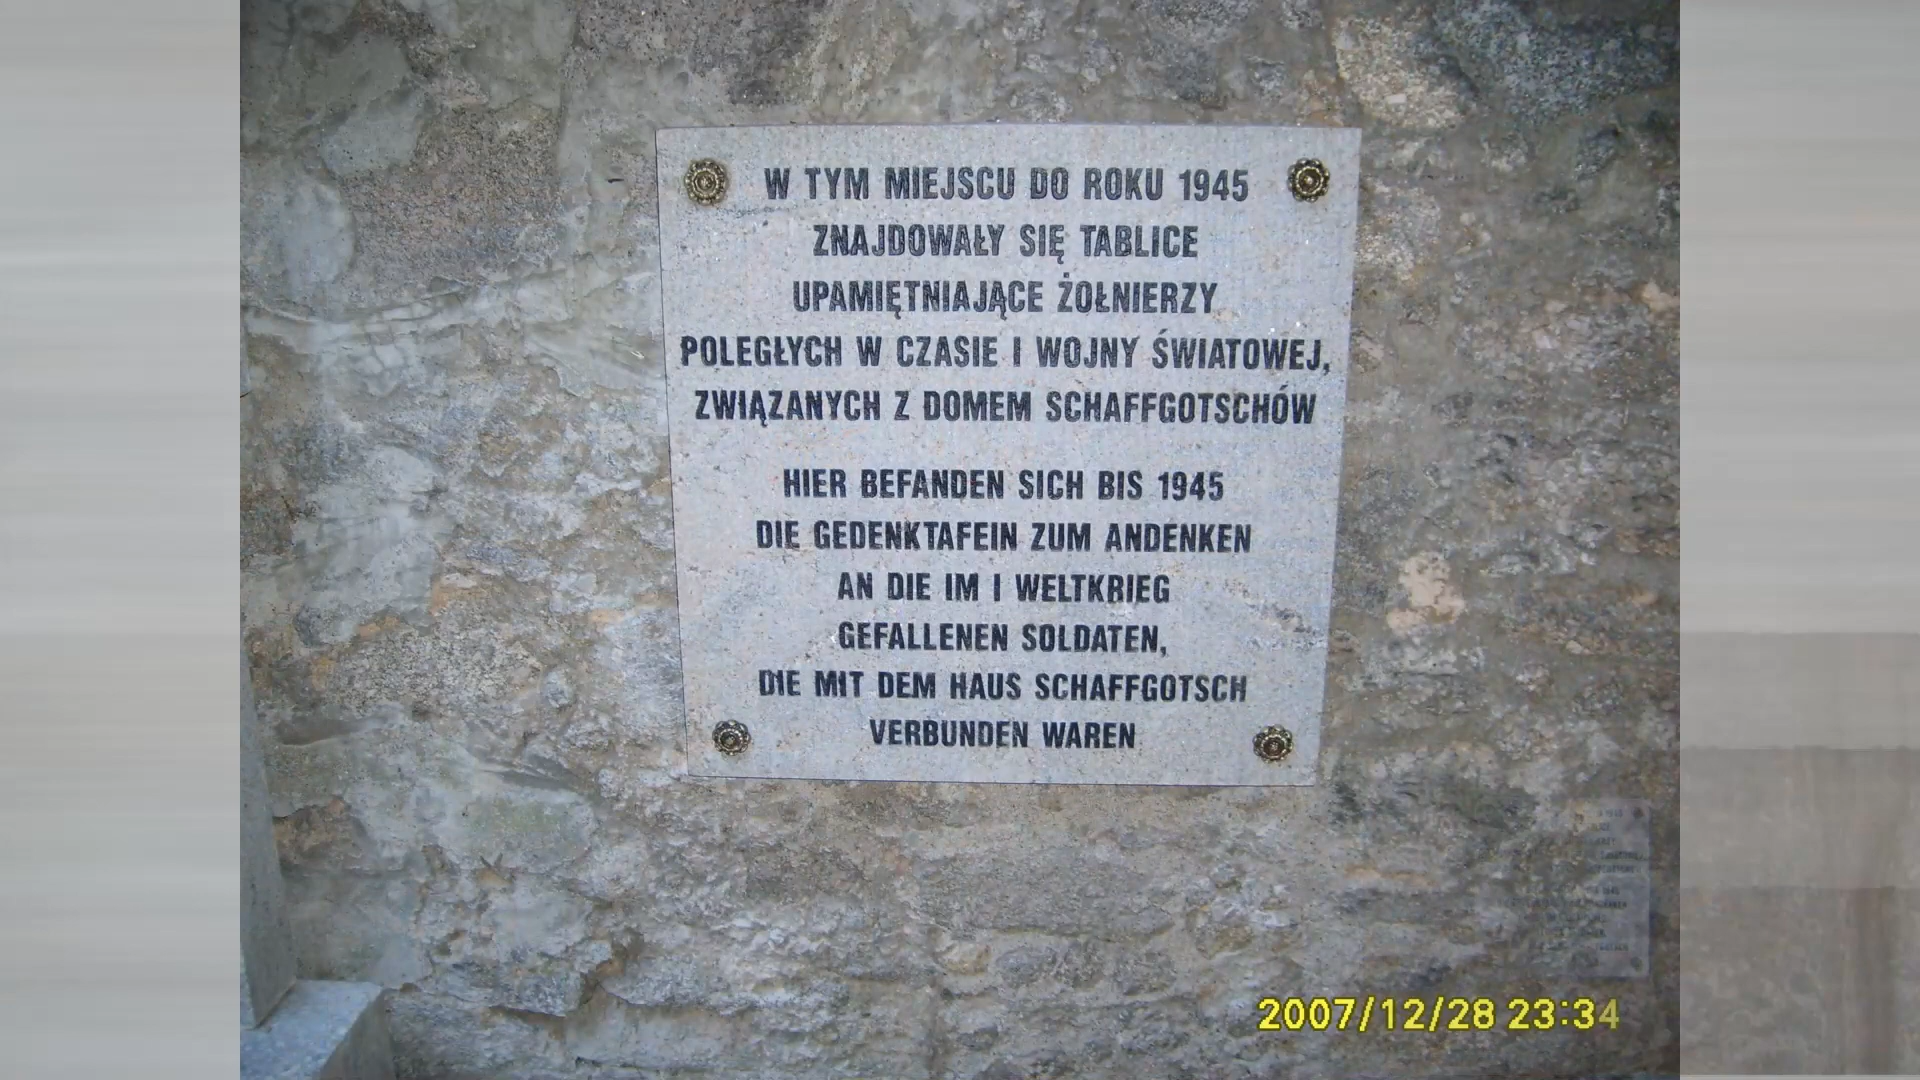 W TYM MIEJSCU DO ROKU 1945
ZNAJDOWAŁY SIĘ TABLICE
UPAMIĘTNIAJĄCE ŻOŁNIERZY
POLEGŁYCH W CZASIE I WOJNY ŚWIATOWEJ,
ZWIĄZANYCH Z DOMEM SCHAFFGOTSCHÓW
HIER BEFANDEN SICH BIS 1945
DIE GEDENKTAFEIN ZUM ANDENKEN
AN DIE IM I WELTKRIEG
GEFALLENEN SOLDATEN,
DIE MIT DEM HAUS SCHAFFGOTSCH
VERBUNDEN WAREN
2007/12/28 23:34